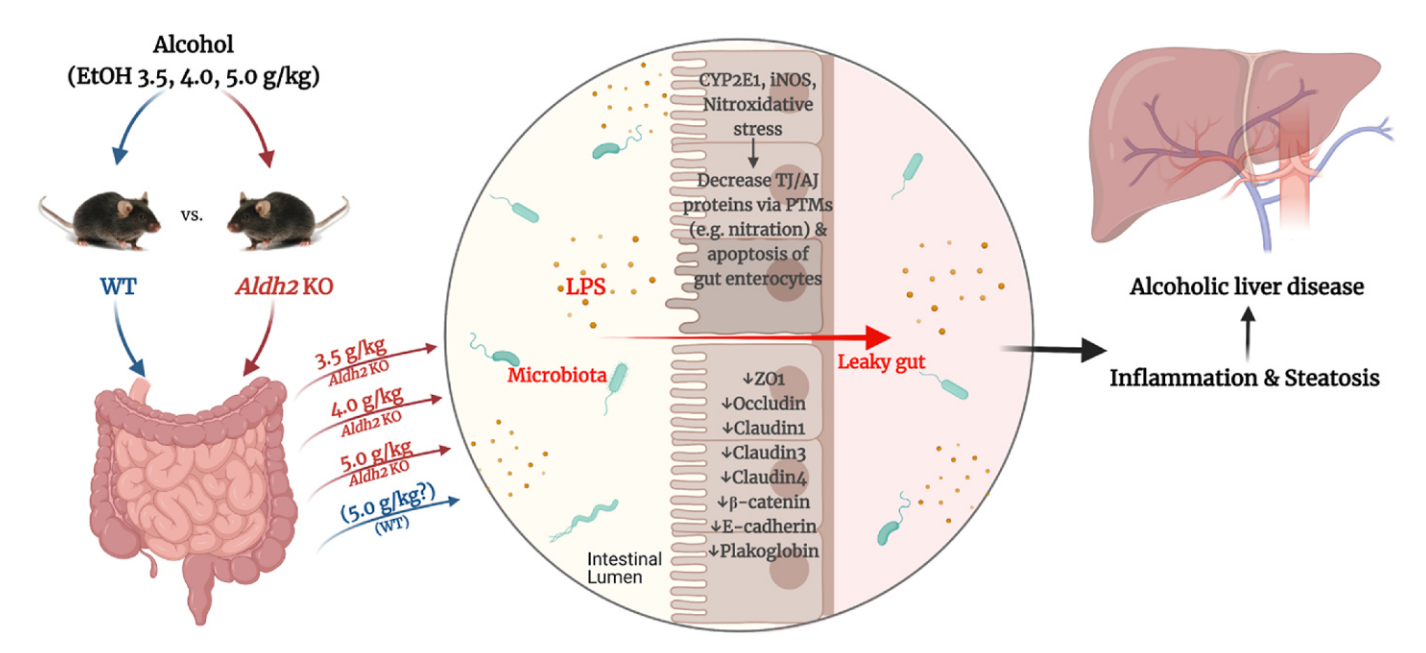 Alcohol
(EtOH 3.5, 4.0, 5.0 g/kg)
vs.
WT
Aldh2 KO
3.5 g/kg
Aldh2 KO
4.0 g/kg
Aldh2 KO
5.0 g/kg
Aldh2 KO
(5.0 g/kg?)
(WT)
LPS
Microbiota
Intestinal
Lumen
CYP2E1, iNOS,
Nitroxidative
stress
Decrease TJ/AJ
proteins via PTMs
(e.g. nitration) &
apoptosis of
gut enterocytes
Leaky gut
↓ZO1
↓Occludin
↓Claudin1
↓Claudin3
↓Claudin4
↓β-catenin
↓E-cadherin
↓Plakoglobin
Alcoholic liver disease
Inflammation & Steatosis